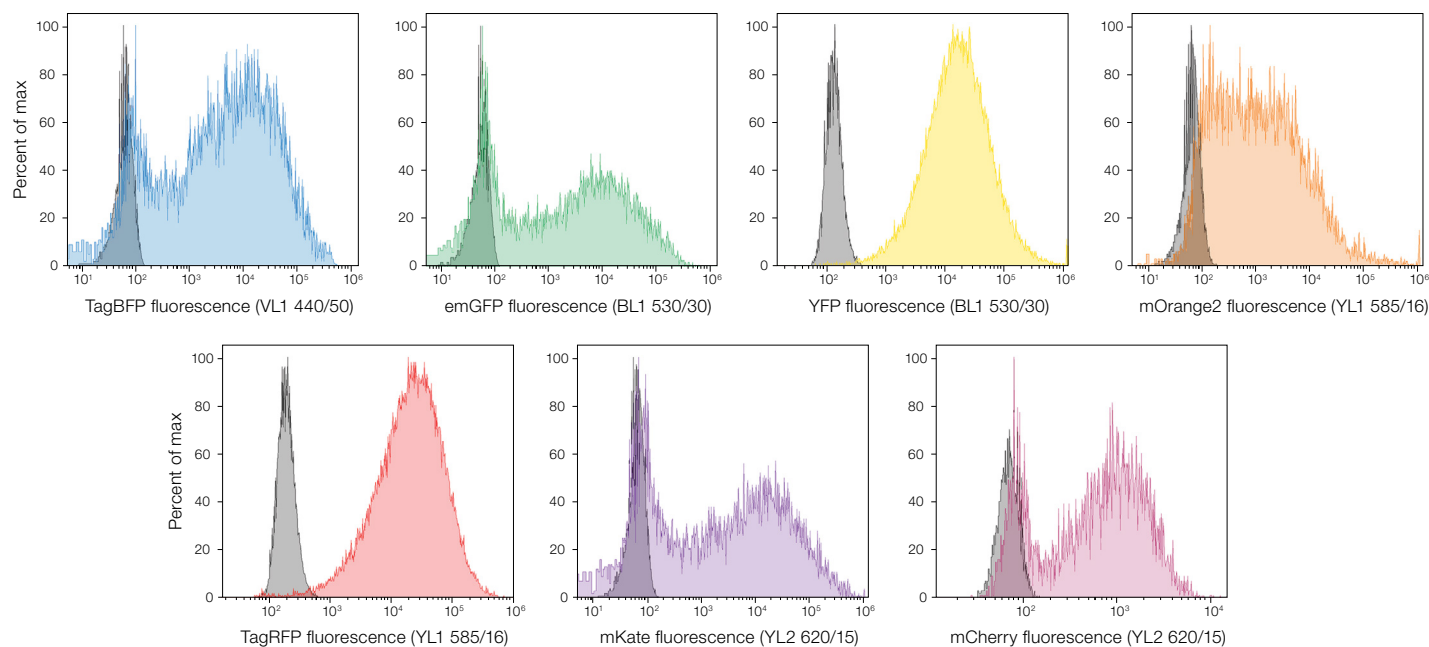 Percent of max
100
80
60
40
20
0
10¹ 10² 10³ 10⁴ 10⁵ 10⁶
TagBFP fluorescence (VL1 440/50)
100
80
60
40
20
0
10¹ 10² 10³ 10⁴ 10⁵ 10⁶
emGFP fluorescence (BL1 530/30)
100
80
60
40
20
0
10² 10³ 10⁴ 10⁵ 10⁶
YFP fluorescence (BL1 530/30)
100
80
60
40
20
0
10¹ 10² 10³ 10⁴ 10⁵ 10⁶
mOrange2 fluorescence (YL1 585/16)
Percent of max
100
80
60
40
20
0
10² 10³ 10⁴ 10⁵ 10⁶
TagRFP fluorescence (YL1 585/16)
100
80
60
40
20
0
10¹ 10² 10³ 10⁴ 10⁵ 10⁶
mKate fluorescence (YL2 620/15)
100
80
60
40
20
0
10² 10³ 10⁴
mCherry fluorescence (YL2 620/15)